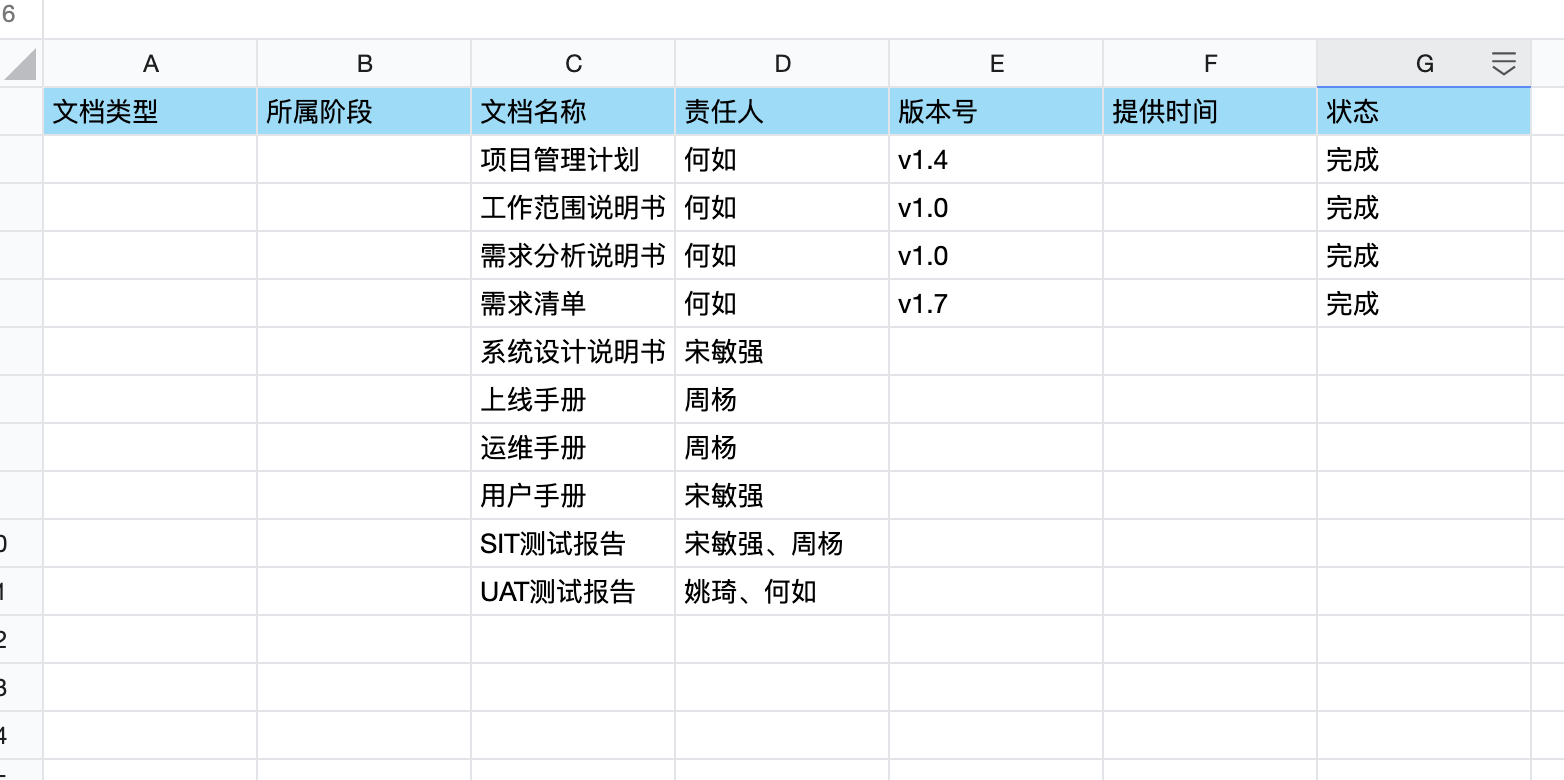 6
A B C D E F G
文档类型 所属阶段 文档名称 责任人 版本号 提供时间 状态
项目管理计划 何如 v1.4 完成
工作范围说明书 何如 v1.0 完成
需求分析说明书 何如 v1.0 完成
需求清单 何如 v1.7 完成
系统设计说明书 宋敏强
上线手册 周杨
运维手册 周杨
用户手册 宋敏强
0 SIT测试报告 宋敏强、周杨
1 UAT测试报告 姚琦、何如
2
3
4